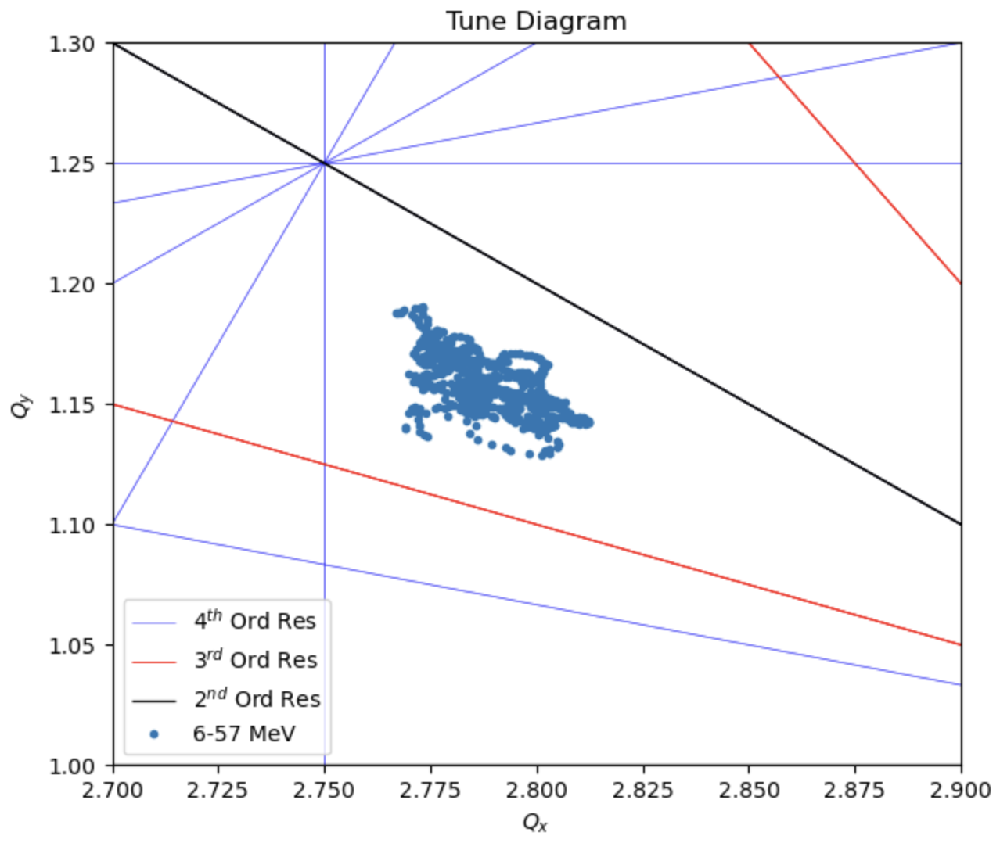 Tune Diagram
1.30
1.25
1.20
1.15
1.10
1.05
1.00
Q_y
4^{th} Ord Res
3^{rd} Ord Res
2^{nd} Ord Res
6-57 MeV
2.700 2.725 2.750 2.775 2.800 2.825 2.850 2.875 2.900
Q_x